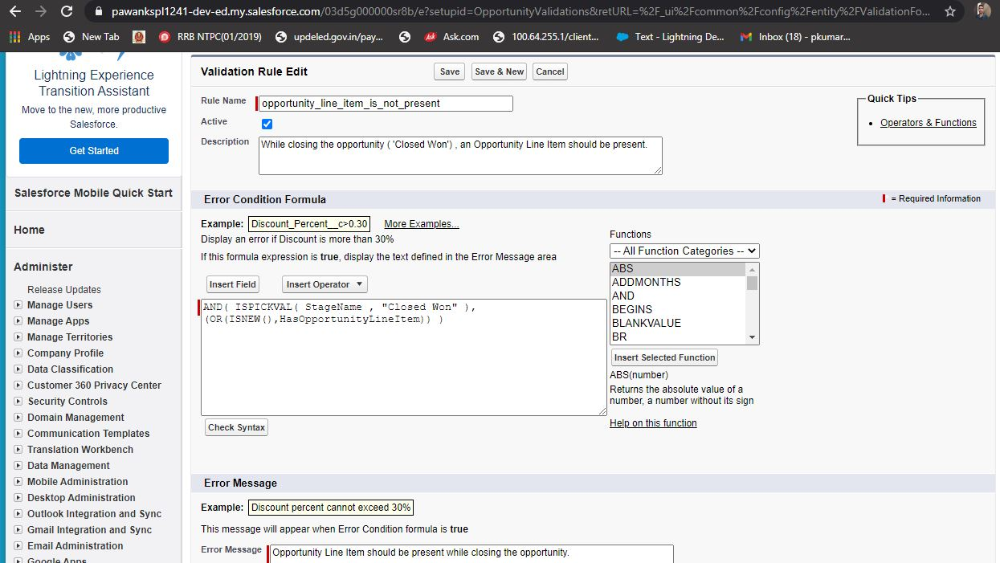 pawankspl1241-dev-ed.my.salesforce.com/03d5g000000sr8b/e?setupid=OpportunityValidations&retURL=%2F_ui%2Fcommon%2Fconfig%2Fentity%2FValidationFo...
Apps New Tab RRB NTPC(01/2019) updeled.gov.in/pay... Ask Ask.com 100.64.255.1/client... Text - Lightning De... Inbox (18) - pkumar...
Lightning Experience
Transition Assistant
Move to the new, more productive
Salesforce.
Get Started
Salesforce Mobile Quick Start
Home
Administer
Release Updates
Manage Users
Manage Apps
Manage Territories
Company Profile
Data Classification
Customer 360 Privacy Center
Security Controls
Domain Management
Communication Templates
Translation Workbench
Data Management
Mobile Administration
Desktop Administration
Outlook Integration and Sync
Gmail Integration and Sync
Email Administration
Google Apps
Validation Rule Edit Save Save & New Cancel
Rule Name opportunity_line_item_is_not_present
Active
Description While closing the opportunity ( 'Closed Won') , an Opportunity Line Item should be present.
Quick Tips
• Operators & Functions
Error Condition Formula = Required Information
Example: Discount_Percent__c>0.30 More Examples...
Display an error if Discount is more than 30%
If this formula expression is true, display the text defined in the Error Message area
Insert Field Insert Operator
AND( ISPICKVAL( StageName , "Closed Won" ),
(OR(ISNEW(),HasOpportunityLineItem)) )
Check Syntax
Functions
-- All Function Categories --
ABS
ADDMONTHS
AND
BEGINS
BLANKVALUE
BR
Insert Selected Function
ABS(number)
Returns the absolute value of a
number, a number without its sign
Help on this function
Error Message
Example: Discount percent cannot exceed 30%
This message will appear when Error Condition formula is true
Error Message Opportunity Line Item should be present while closing the opportunity.